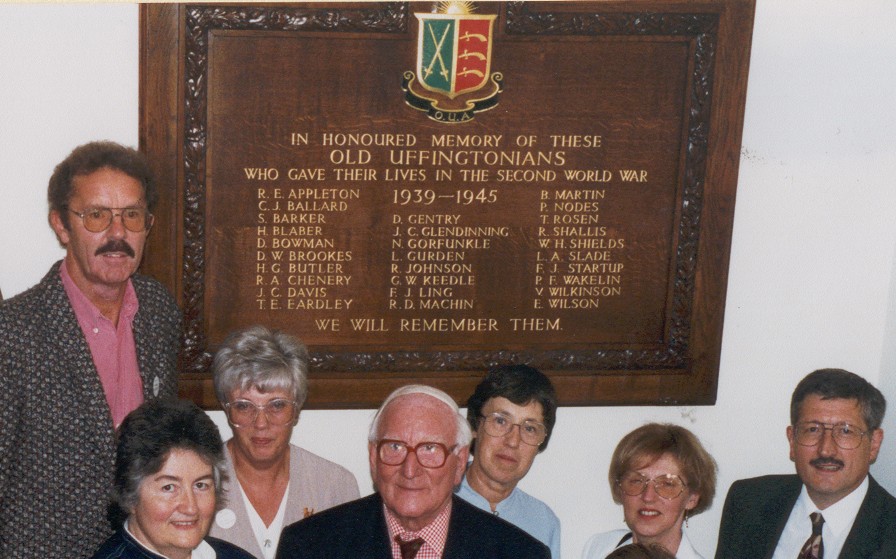 O.U.A
IN HONOURED MEMORY OF THESE
OLD UFFINGTONIANS
WHO GAVE THEIR LIVES IN THE SECOND WORLD WAR
1939—1945
R. E. APPLETON
C. J. BALLARD
S. BARKER
H. BLABER
D. BOWMAN
D. W. BROOKES
H. G. BUTLER
R. A. CHENERY
J. C. DAVIS
T. E. EARDLEY
D. GENTRY
J. C. GLENDINNING
N. GORFUNKLE
L. GURDEN
R. JOHNSON
G. W. KEEDLE
F. J. LING
R. D. MACHIN
B. MARTIN
P. NODES
T. ROSEN
R. SHALLIS
W. H. SHIELDS
L. A. SLADE
F. J. STARTUP
P. F. WAKELIN
V. WILKINSON
E. WILSON
WE WILL REMEMBER THEM.